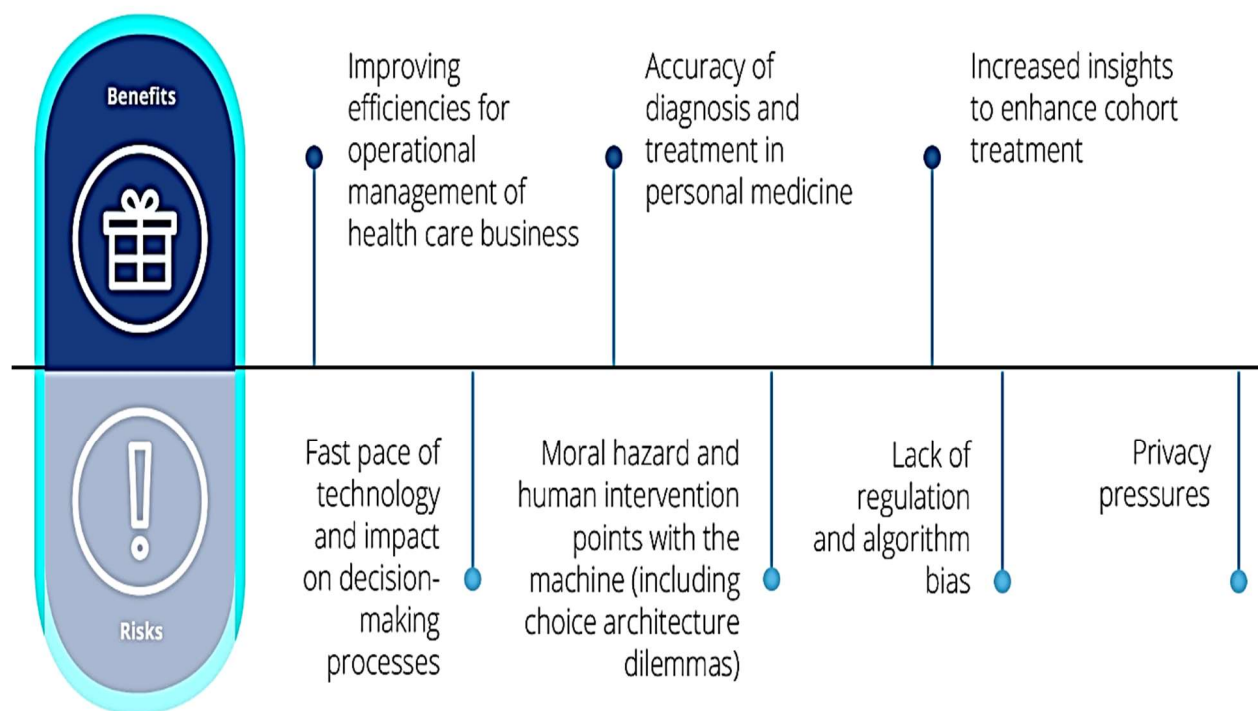 Benefits
Improving
efficiencies for
operational
management of
health care business
Accuracy of
diagnosis and
treatment in
personal medicine
Increased insights
to enhance cohort
treatment
Risks
Fast pace of
technology
and impact
on decision-
making
processes
Moral hazard and
human intervention
points with the
machine (including
choice architecture
dilemmas)
Lack of
regulation
and algorithm
bias
Privacy
pressures